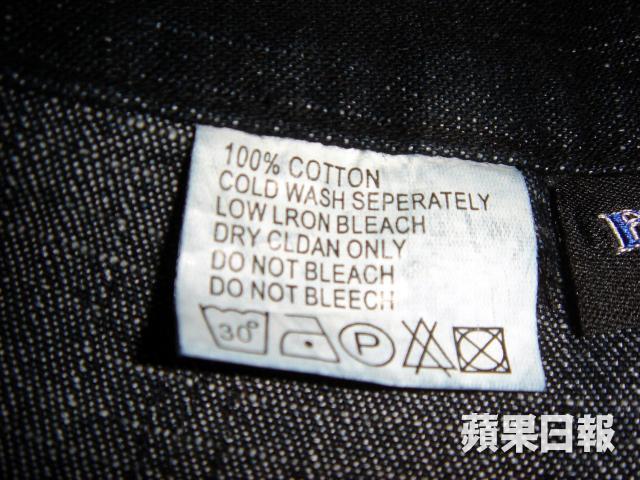 100% COTTON
COLD WASH SEPERATELY
LOW LRON BLEACH
DRY CLDAN ONLY
DO NOT BLEACH
DO NOT BLEECH
30° P
蘋果日報